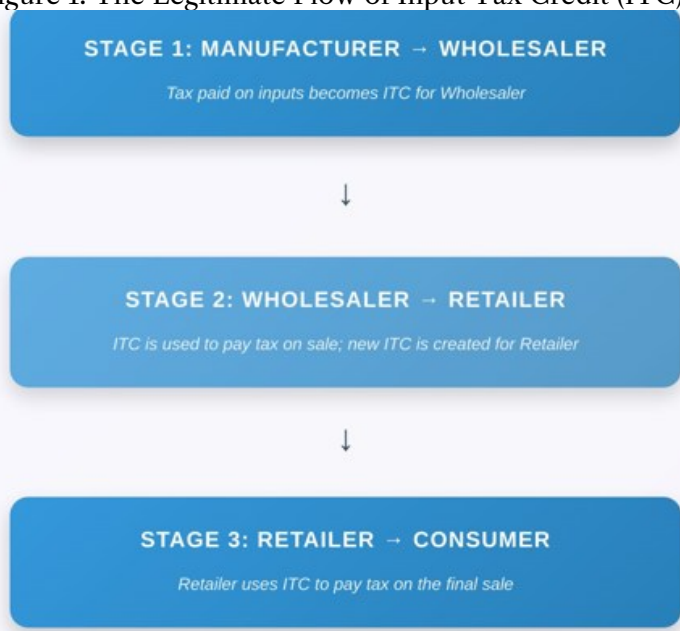 Figure 1: The Legitimate Flow of Input Tax Credit (ITC)
STAGE 1: MANUFACTURER → WHOLESALER
Tax paid on inputs becomes ITC for Wholesaler
↓
STAGE 2: WHOLESALER → RETAILER
ITC is used to pay tax on sale; new ITC is created for Retailer
↓
STAGE 3: RETAILER → CONSUMER
Retailer uses ITC to pay tax on the final sale